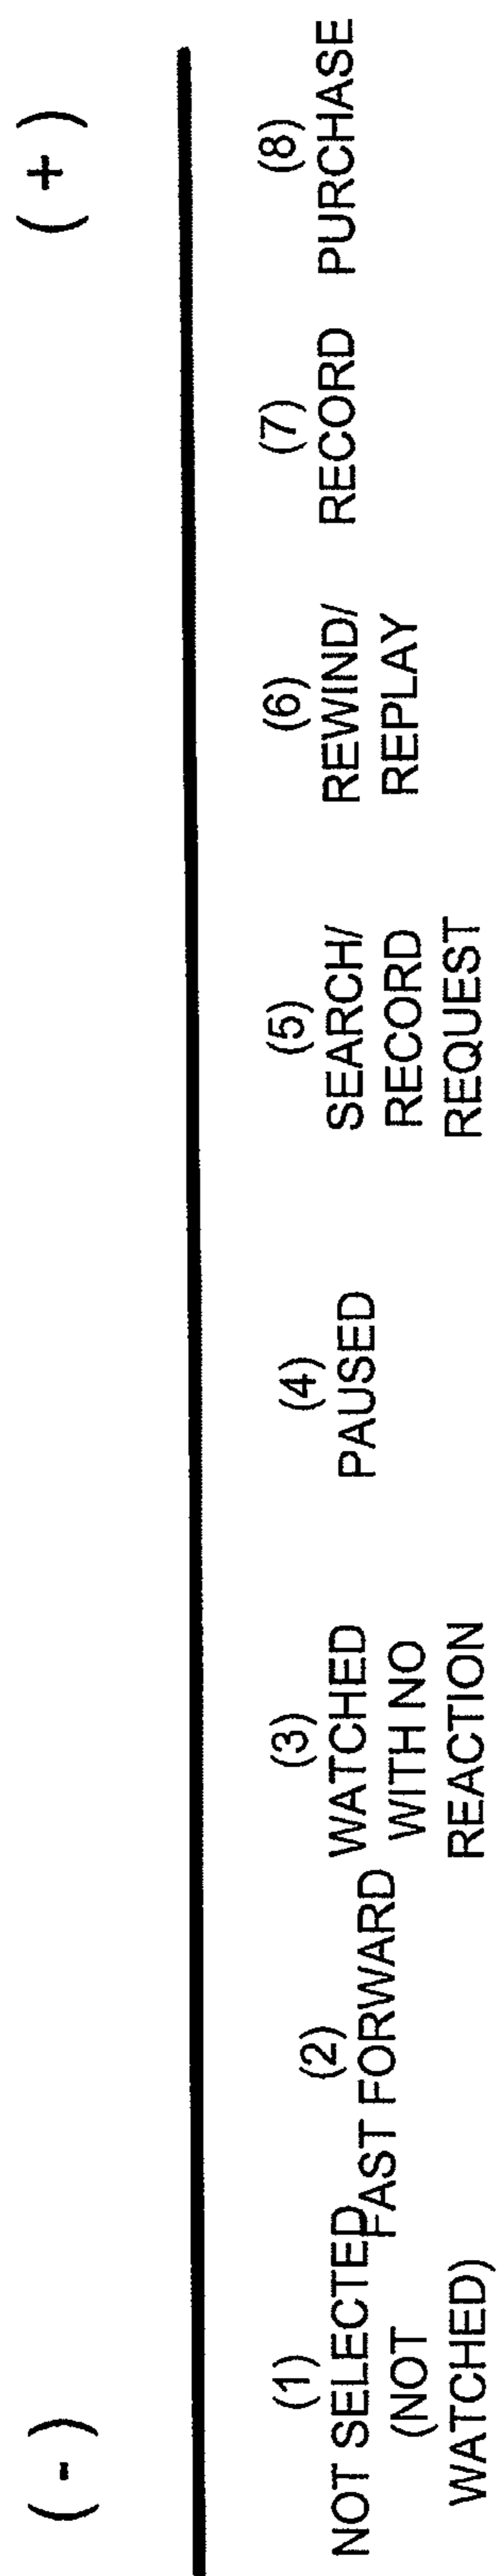 ( - )
( + )
(1)
NOT SELECTED
(NOT
WATCHED)
(2)
FAST FORWARD
(3)
WATCHED
WITH NO
REACTION
(4)
PAUSED
(5)
SEARCH/
RECORD
REQUEST
(6)
REWIND/
REPLAY
(7)
RECORD
(8)
PURCHASE